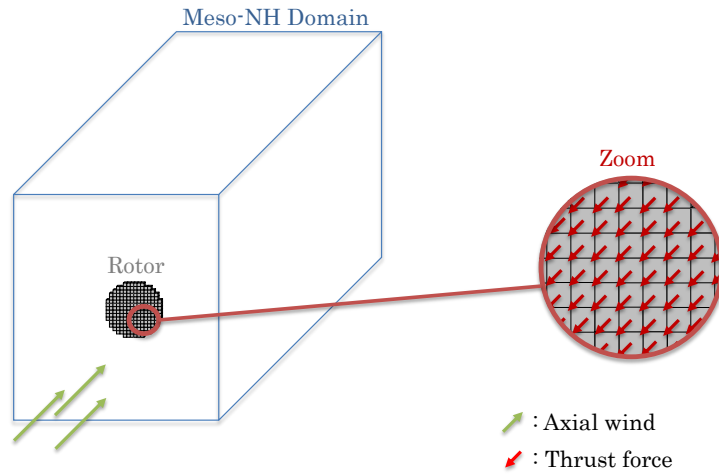 Meso-NH Domain
Zoom
Rotor
: Axial wind
: Thrust force